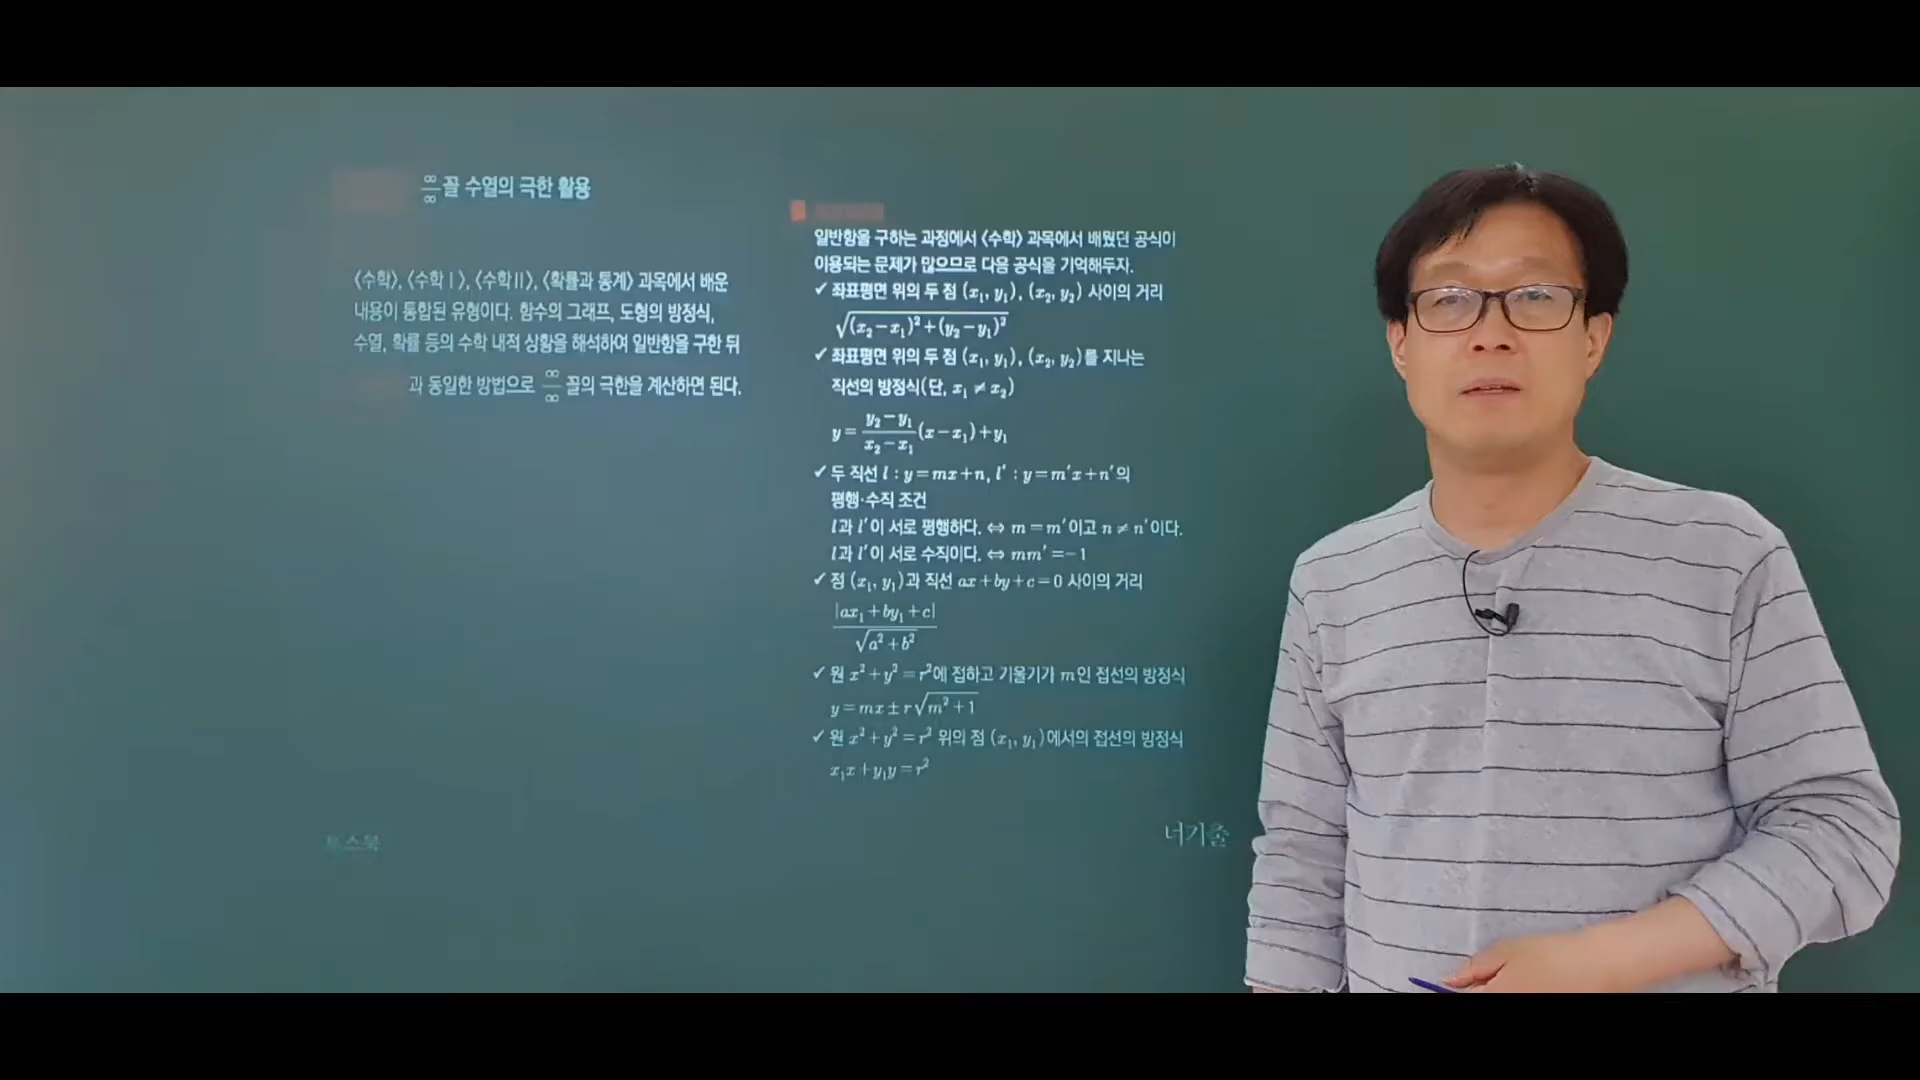 ∞/∞ 꼴 수열의 극한 활용
<수학>, <수학Ⅰ>, <수학Ⅱ>, <확률과 통계> 과목에서 배운
내용이 통합된 유형이다. 함수의 그래프, 도형의 방정식,
수열, 확률 등의 수학 내적 상황을 해석하여 일반항을 구한 뒤
과 동일한 방법으로 ∞/∞ 꼴의 극한을 계산하면 된다.
일반항을 구하는 과정에서 <수학> 과목에서 배웠던 공식이
이용되는 문제가 많으므로 다음 공식을 기억해두자.
✓ 좌표평면 위의 두 점 (x₁, y₁), (x₂, y₂) 사이의 거리
√((x₂−x₁)²+(y₂−y₁)²)
✓ 좌표평면 위의 두 점 (x₁, y₁), (x₂, y₂)를 지나는
직선의 방정식(단, x₁ ≠ x₂)
y = (y₂−y₁)/(x₂−x₁) (x−x₁)+y₁
✓ 두 직선 l : y=mx+n, l′ : y=m′x+n′의
평행·수직 조건
l과 l′이 서로 평행하다. ⇔ m=m′이고 n≠n′이다.
l과 l′이 서로 수직이다. ⇔ mm′=−1
✓ 점 (x₁, y₁)과 직선 ax+by+c=0 사이의 거리
|ax₁+by₁+c|/√(a²+b²)
✓ 원 x²+y²=r²에 접하고 기울기가 m인 접선의 방정식
y=mx±r√(m²+1)
✓ 원 x²+y²=r² 위의 점 (x₁, y₁)에서의 접선의 방정식
x₁x+y₁y=r²
너기출